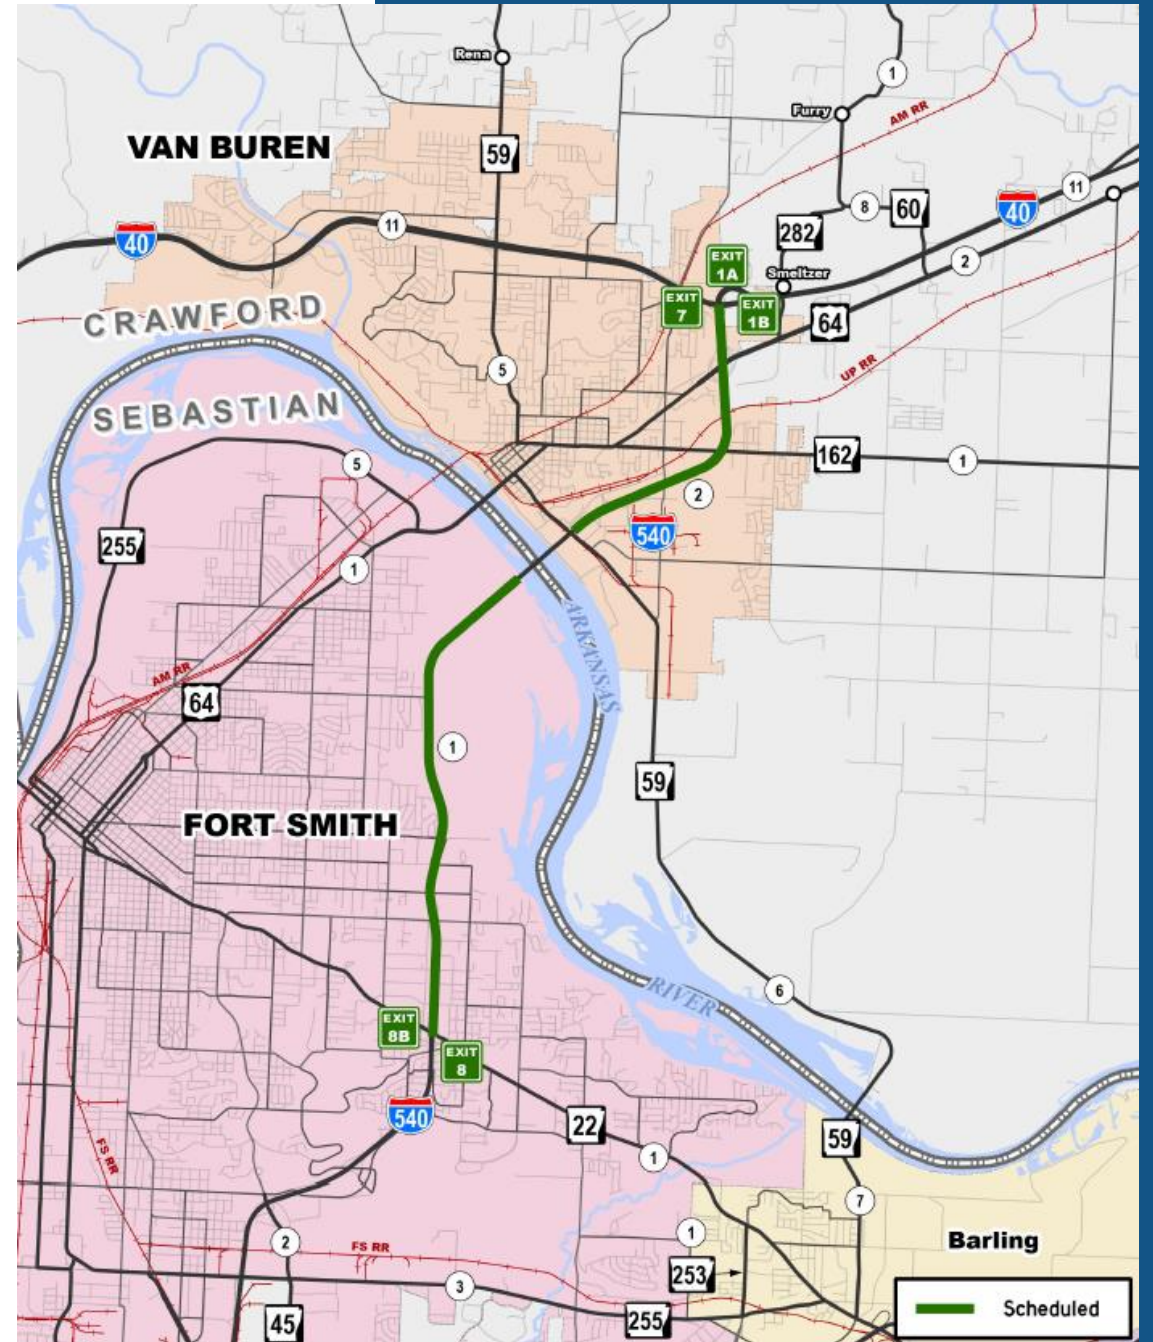 Rena
1
Furry
AM RR
VAN BUREN
59
11
40
11
8
60
40
282
2
EXIT
1A
Smeltzer
EXIT
7
EXIT
1B
64
CRAWFORD
UP RR
5
SEBASTIAN
162
1
5
2
540
255
1
ARKANSAS
AM RR
64
1
59
FORT SMITH
RIVER
6
EXIT
8B
EXIT
8
540
22
59
1
FS RR
7
1
2
FS RR
Barling
253
3
Scheduled
45
255